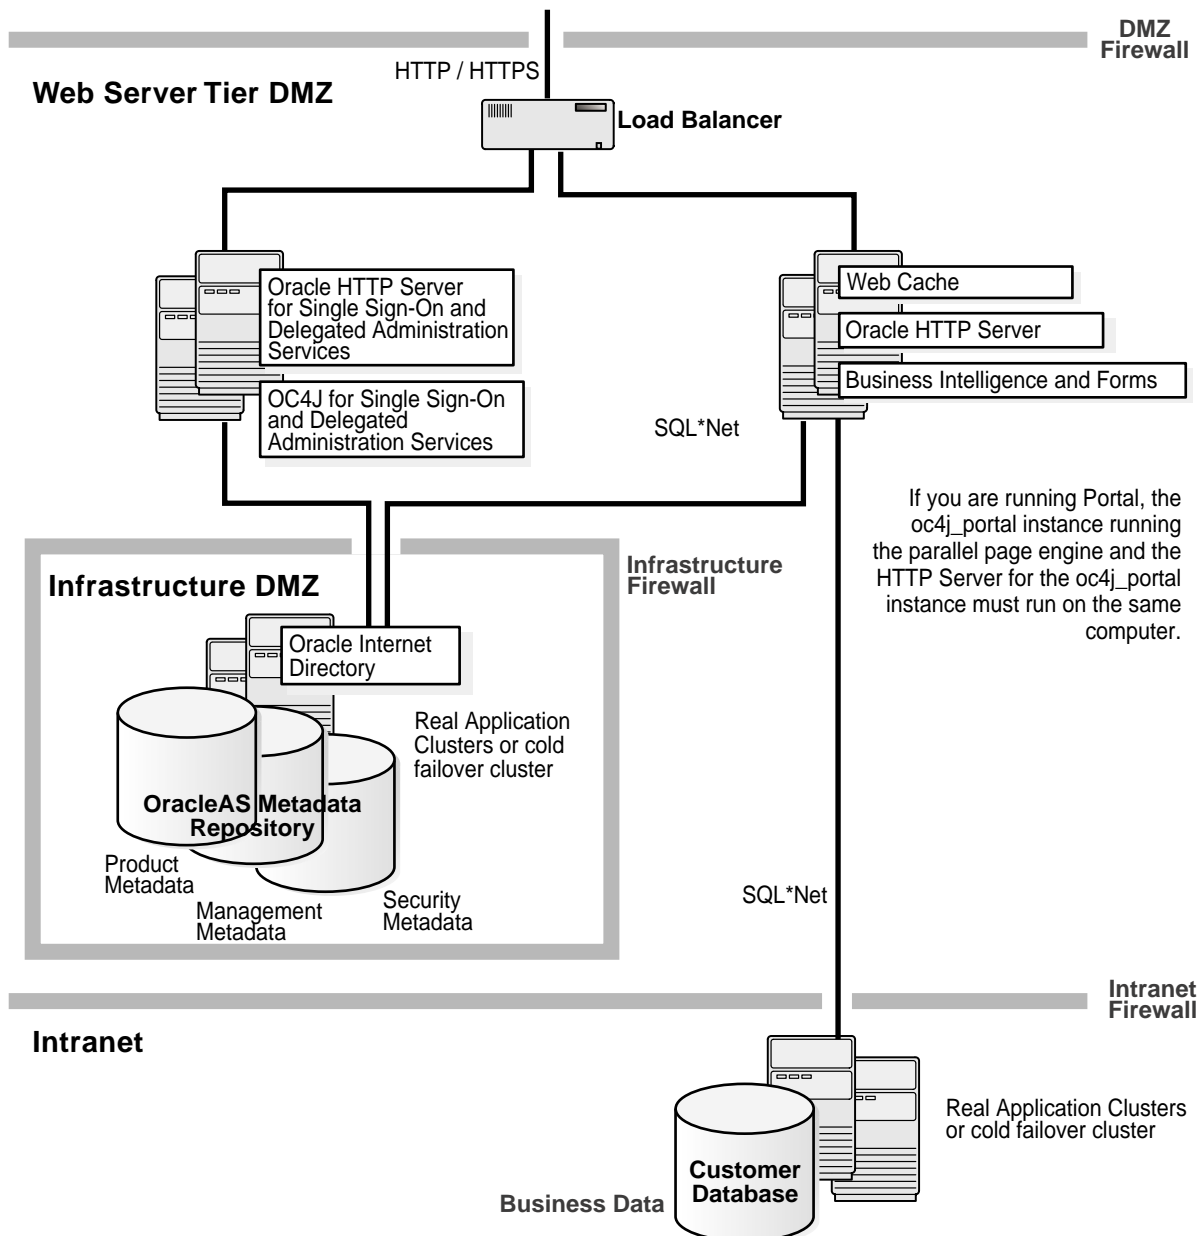 DMZ
Firewall
HTTP / HTTPS
Web Server Tier DMZ
Load Balancer
Oracle HTTP Server
for Single Sign-On and
Delegated Administration
Services
OC4J for Single Sign-On
and Delegated
Administration Services
Web Cache
Oracle HTTP Server
Business Intelligence and Forms
SQL*Net
If you are running Portal, the
oc4j_portal instance running
the parallel page engine and the
HTTP Server for the oc4j_portal
instance must run on the same
computer.
Infrastructure
Firewall
Infrastructure DMZ
Oracle Internet
Directory
Real Application
Clusters or cold
failover cluster
OracleAS Metadata
Repository
Product
Metadata
Management
Metadata
Security
Metadata
SQL*Net
Intranet
Firewall
Intranet
Real Application Clusters
or cold failover cluster
Customer
Database
Business Data